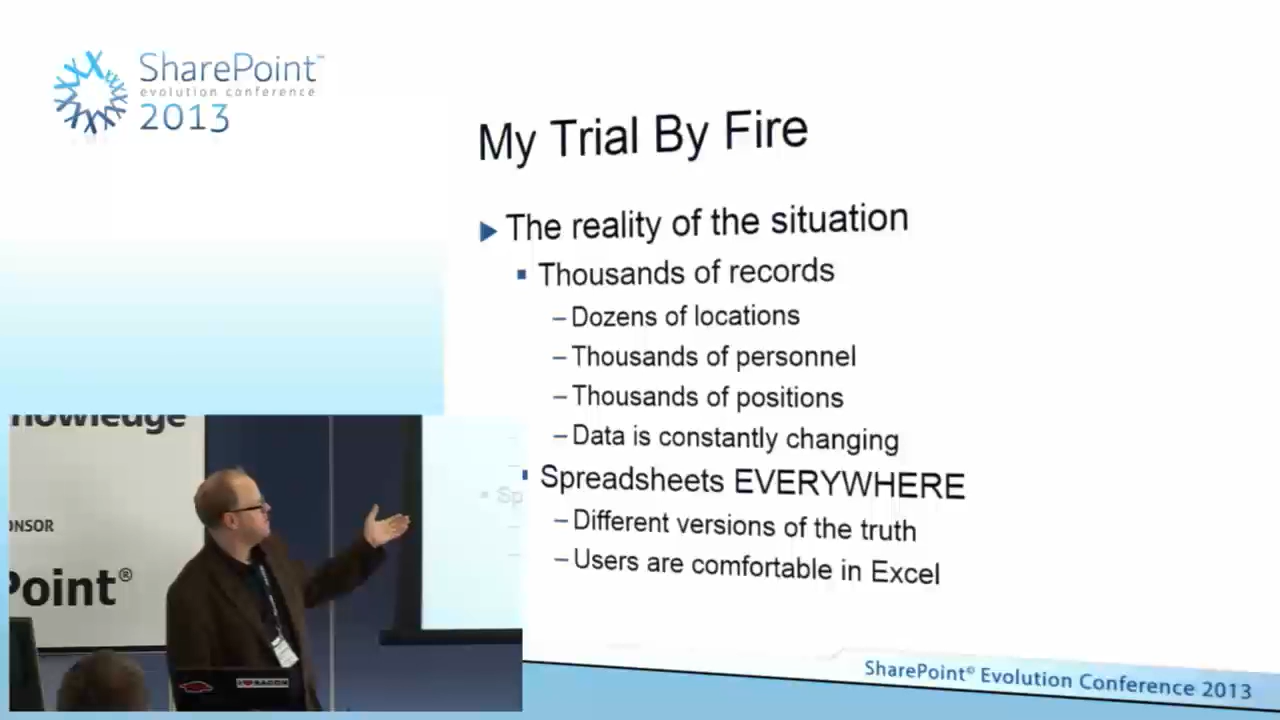 SharePoint™
evolution conference
2013
My Trial By Fire
The reality of the situation
Thousands of records
–Dozens of locations
–Thousands of personnel
–Thousands of positions
–Data is constantly changing
Spreadsheets EVERYWHERE
–Different versions of the truth
–Users are comfortable in Excel
nowledge
ONSOR
Point®
Sp
I ♥ BACON
SharePoint® Evolution Conference 2013